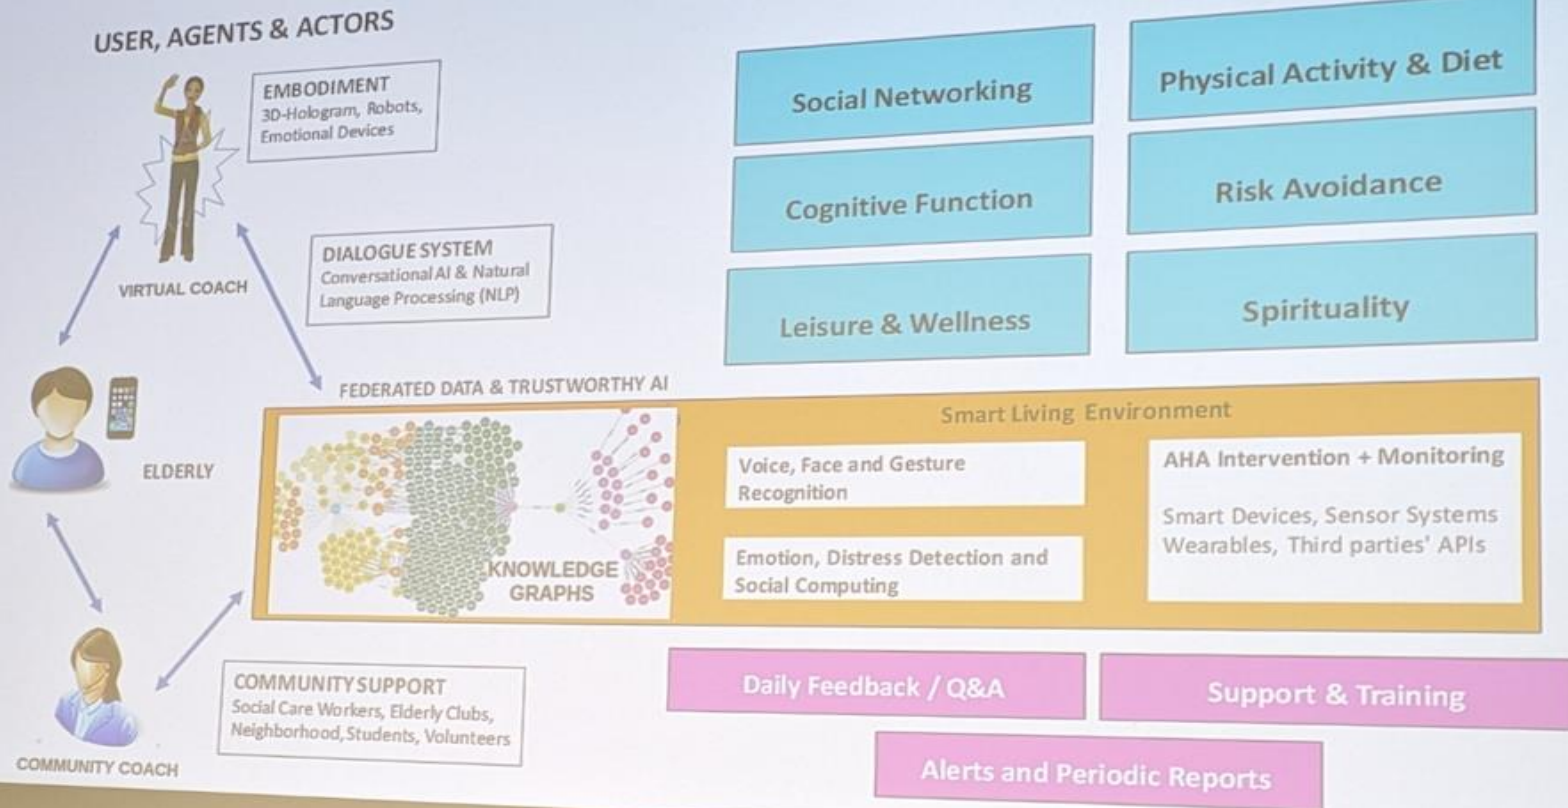 USER, AGENTS & ACTORS
EMBODIMENT
3D-Hologram, Robots,
Emotional Devices
VIRTUAL COACH
DIALOGUE SYSTEM
Conversational AI & Natural
Language Processing (NLP)
ELDERLY
COMMUNITY COACH
COMMUNITY SUPPORT
Social Care Workers, Elderly Clubs,
Neighborhood, Students, Volunteers
Social Networking
Physical Activity & Diet
Cognitive Function
Risk Avoidance
Leisure & Wellness
Spirituality
FEDERATED DATA & TRUSTWORTHY AI
KNOWLEDGE
GRAPHS
Smart Living Environment
Voice, Face and Gesture
Recognition
Emotion, Distress Detection and
Social Computing
AHA Intervention + Monitoring
Smart Devices, Sensor Systems
Wearables, Third parties' APIs
Daily Feedback / Q&A
Support & Training
Alerts and Periodic Reports